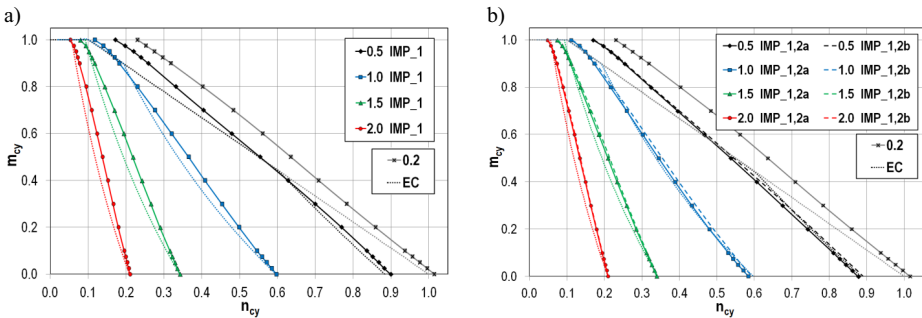 a)
1.0
0.8
0.6
0.4
0.2
0.0
m_cy
0.0 0.1 0.2 0.3 0.4 0.5 0.6 0.7 0.8 0.9 1.0
n_cy
0.5 IMP_1
1.0 IMP_1
1.5 IMP_1
2.0 IMP_1
0.2
EC
b)
1.0
0.8
0.6
0.4
0.2
0.0
m_cy
0.0 0.1 0.2 0.3 0.4 0.5 0.6 0.7 0.8 0.9 1.0
n_cy
0.5 IMP_1,2a 0.5 IMP_1,2b
1.0 IMP_1,2a 1.0 IMP_1,2b
1.5 IMP_1,2a 1.5 IMP_1,2b
2.0 IMP_1,2a 2.0 IMP_1,2b
0.2
EC